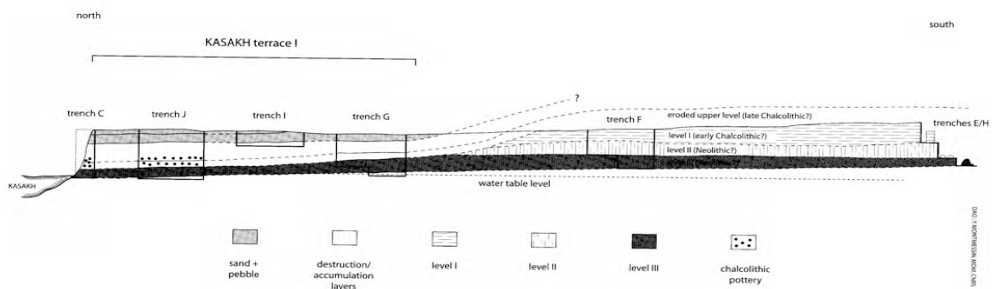 north
south
KASAKH terrace I
trench C
trench J
trench I
trench G
?
trench F
eroded upper level (late Chalcolithic?)
trenches E/H
level I (early Chalcolithic?)
level II (Neolithic?)
KASAKH
water table level
sand +
pebble
destruction/
accumulation
layers
level I
level II
level III
chalcolithic
pottery